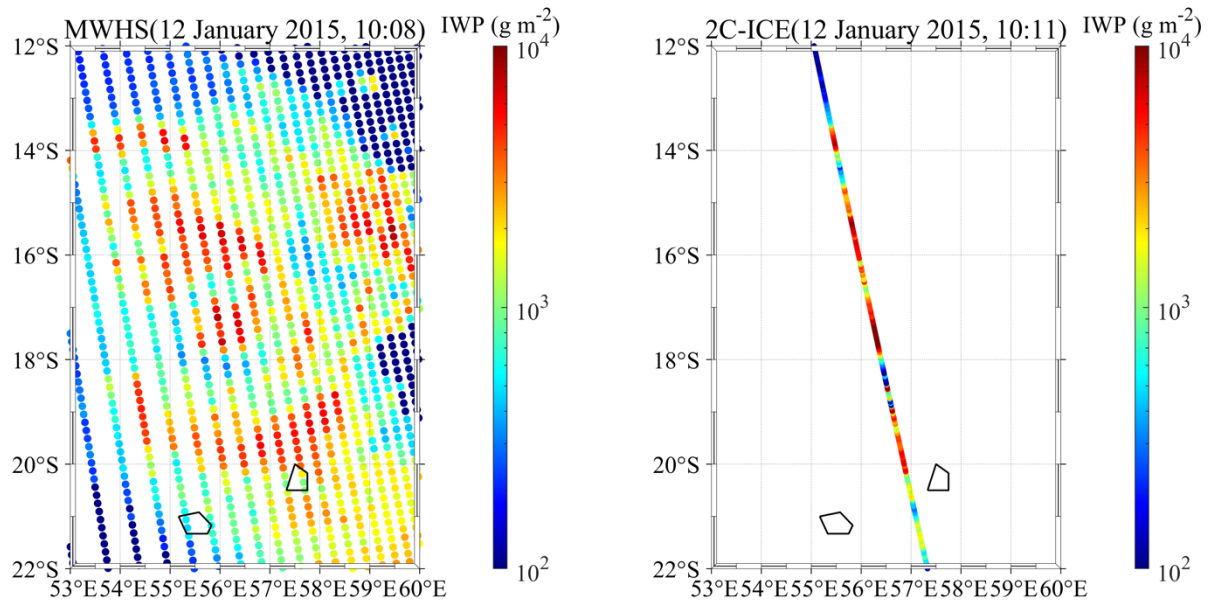 MWHS(12 January 2015, 10:08)
IWP (g m⁻²)
12°S
14°S
16°S
18°S
20°S
22°S
53°E 54°E 55°E 56°E 57°E 58°E 59°E 60°E
10⁴
10³
10²
2C-ICE(12 January 2015, 10:11)
IWP (g m⁻²)
12°S
14°S
16°S
18°S
20°S
22°S
53°E 54°E 55°E 56°E 57°E 58°E 59°E 60°E
10⁴
10³
10²